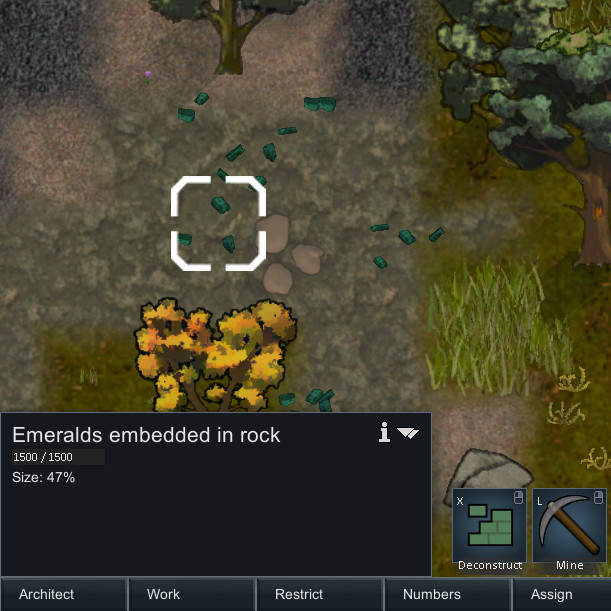 Emeralds embedded in rock
1500 / 1500
Size: 47%
X
L
Deconstruct
Mine
Architect
Work
Restrict
Numbers
Assign